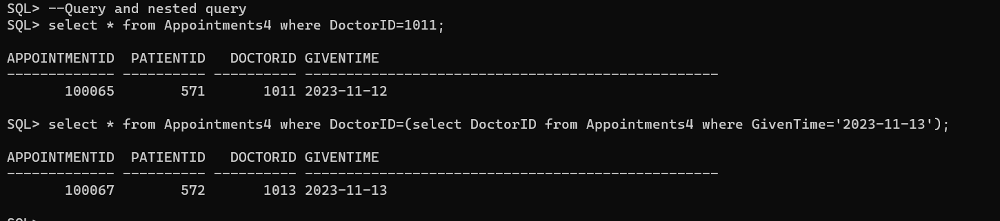 SQL> --Query and nested query
SQL> select * from Appointments4 where DoctorID=1011;
APPOINTMENTID  PATIENTID   DOCTORID GIVENTIME
------------- ---------- ---------- --------------------------------------------------
       100065        571       1011 2023-11-12
SQL> select * from Appointments4 where DoctorID=(select DoctorID from Appointments4 where GivenTime='2023-11-13');
APPOINTMENTID  PATIENTID   DOCTORID GIVENTIME
------------- ---------- ---------- --------------------------------------------------
       100067        572       1013 2023-11-13
SQL>